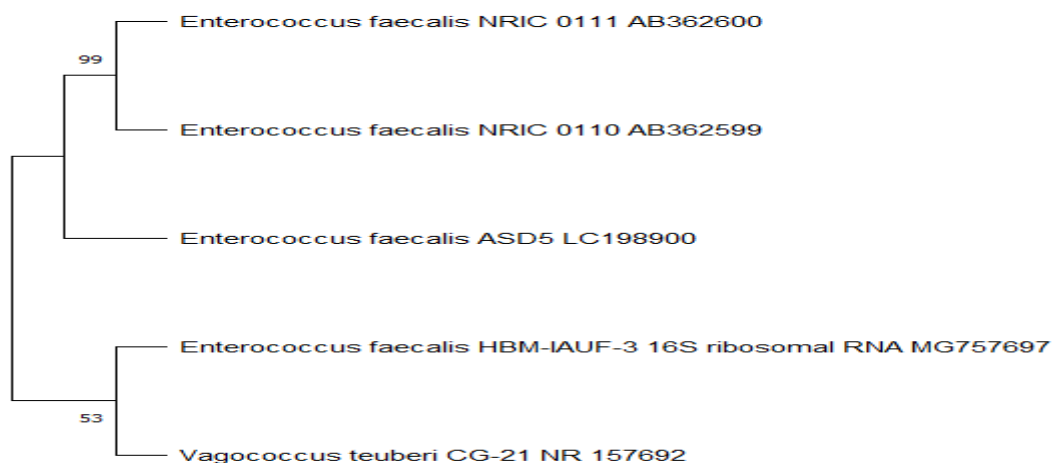 Enterococcus faecalis NRIC 0111 AB362600
99
Enterococcus faecalis NRIC 0110 AB362599
Enterococcus faecalis ASD5 LC198900
Enterococcus faecalis HBM-IAUF-3 16S ribosomal RNA MG757697
53
Vagococcus teuberi CG-21 NR 157692